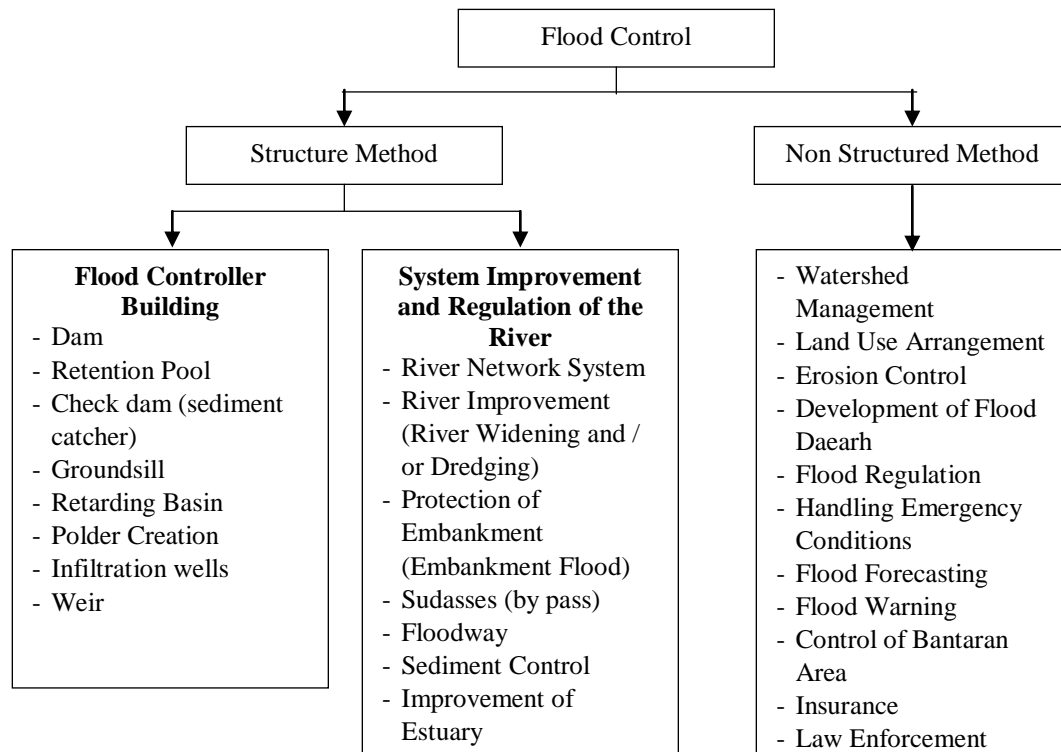 Flood Control
Structure Method
Non Structured Method
Flood Controller
Building
- Dam
- Retention Pool
- Check dam (sediment
catcher)
- Groundsill
- Retarding Basin
- Polder Creation
- Infiltration wells
- Weir
System Improvement
and Regulation of the
River
- River Network System
- River Improvement
(River Widening and /
or Dredging)
- Protection of
Embankment
(Embankment Flood)
- Sudasses (by pass)
- Floodway
- Sediment Control
- Improvement of
Estuary
- Watershed
Management
- Land Use Arrangement
- Erosion Control
- Development of Flood
Daearh
- Flood Regulation
- Handling Emergency
Conditions
- Flood Forecasting
- Flood Warning
- Control of Bantaran
Area
- Insurance
- Law Enforcement